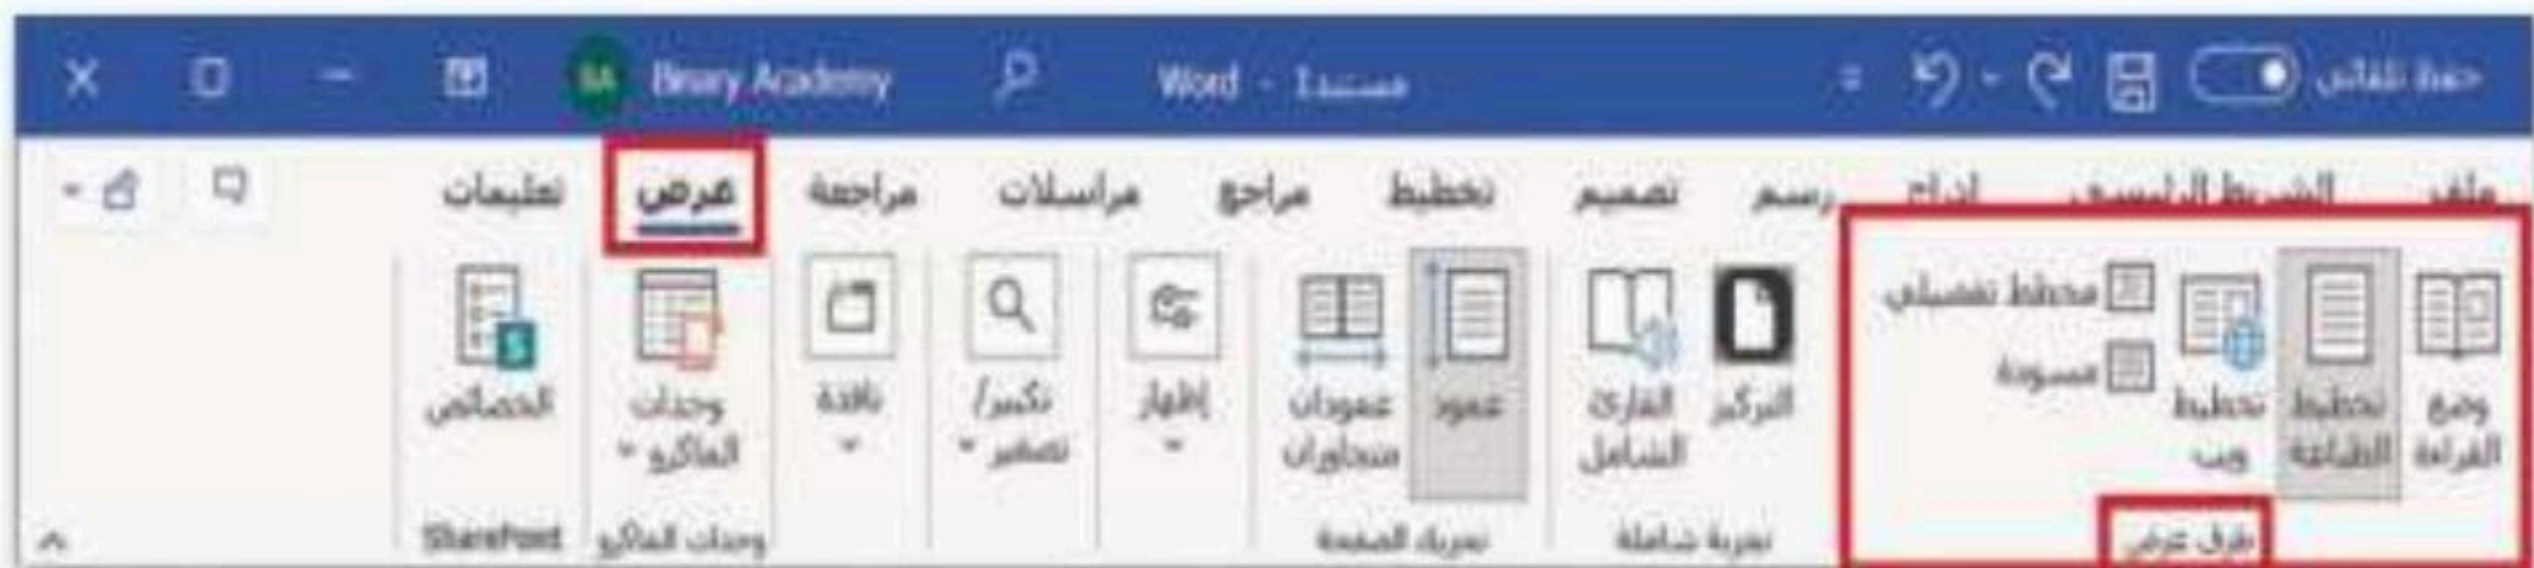 حفظ تلقائي مستند1 - Word Binary Academy BA
ملف الشريط الرئيسي إدراج رسم تصميم تخطيط مراجع مراسلات مراجعة عرض تعليمات
وضع القراءة
تخطيط الطباعة
تخطيط ويب
مخطط تفصيلي
مسودة
التركيز
القارئ الشامل
عمود
عمودان متجاوران
إظهار
تكبير/ تصغير
نافذة
وحدات الماكرو
الخصائص
طرق عرض تجربة شاملة تحريك الصفحة وحدات الماكرو SharePoint